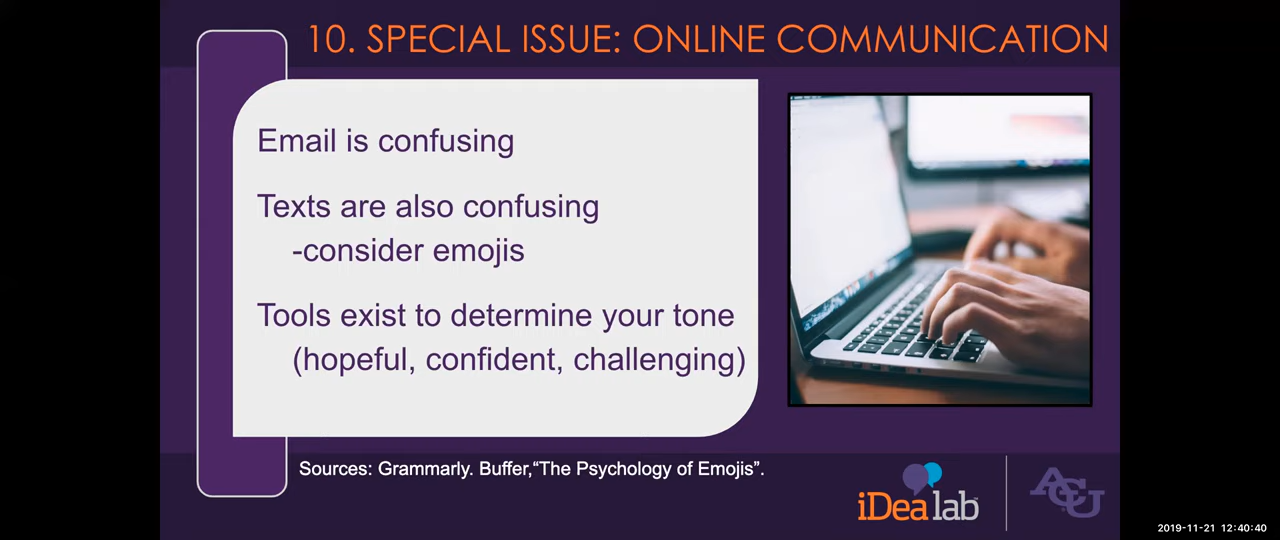 10. SPECIAL ISSUE: ONLINE COMMUNICATION
Email is confusing
Texts are also confusing
-consider emojis
Tools exist to determine your tone
(hopeful, confident, challenging)
Sources: Grammarly. Buffer,“The Psychology of Emojis”.
iDea lab
ACU
2019-11-21 12:40:40